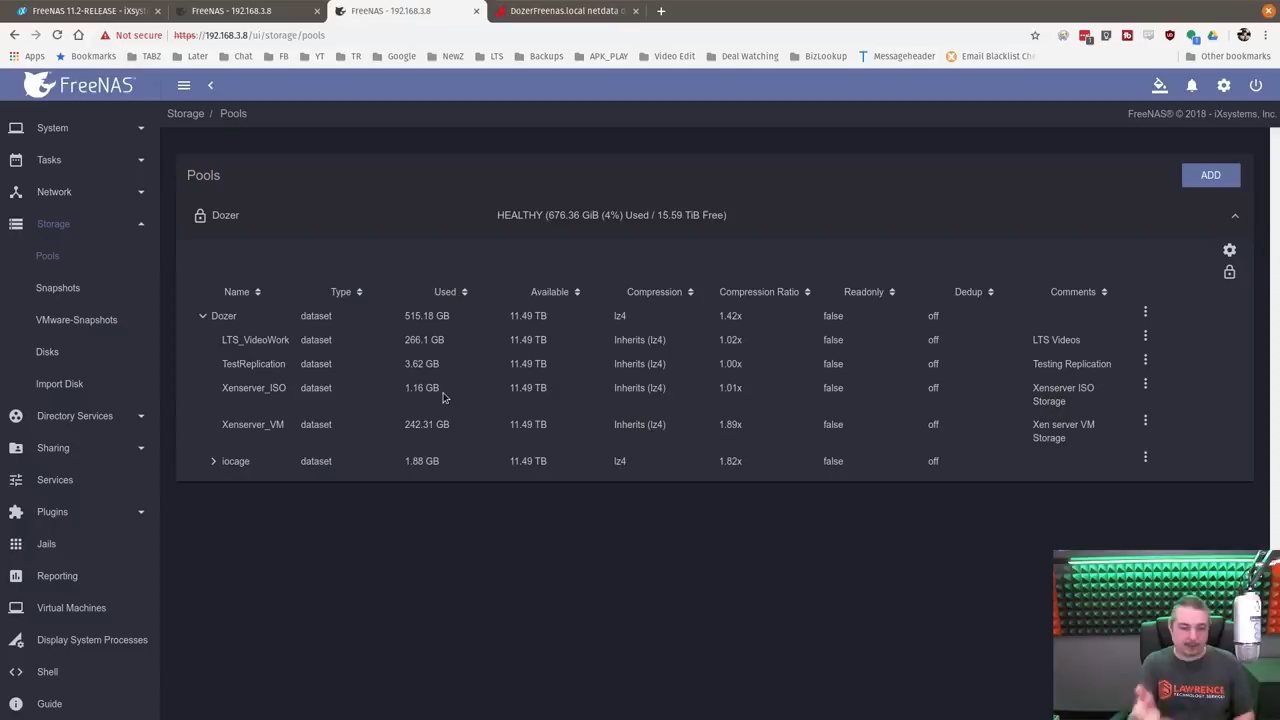 FreeNAS 11.2-RELEASE - iXsys
FreeNAS - 192.168.3.8
FreeNAS - 192.168.3.8
DozerFreenas.local netdata d
Not secure
https://192.168.3.8/ui/storage/pools
Apps
Bookmarks
TABZ
Later
Chat
FB
YT
TR
Google
NewZ
LTS
Backups
APK_PLAY
Video Edit
Deal Watching
BizLookup
Messageheader
Email Blacklist Che
Other bookmarks
FreeNAS
Storage / Pools
FreeNAS® © 2018 - iXsystems, Inc.
System
Tasks
Network
Storage
Pools
Snapshots
VMware-Snapshots
Disks
Import Disk
Directory Services
Sharing
Services
Plugins
Jails
Reporting
Virtual Machines
Display System Processes
Shell
Guide
Pools
ADD
Dozer HEALTHY (676.36 GiB (4%) Used / 15.59 TiB Free)
Name Type Used Available Compression Compression Ratio Readonly Dedup Comments
Dozer dataset 515.18 GB 11.49 TB lz4 1.42x false off
LTS_VideoWork dataset 266.1 GB 11.49 TB Inherits (lz4) 1.02x false off LTS Videos
TestReplication dataset 3.62 GB 11.49 TB Inherits (lz4) 1.00x false off Testing Replication
Xenserver_ISO dataset 1.16 GB 11.49 TB Inherits (lz4) 1.01x false off Xenserver ISO
Storage
Xenserver_VM dataset 242.31 GB 11.49 TB Inherits (lz4) 1.89x false off Xen server VM
Storage
iocage dataset 1.88 GB 11.49 TB lz4 1.82x false off
LAWRENCE
TECHNOLOGY SERVICES